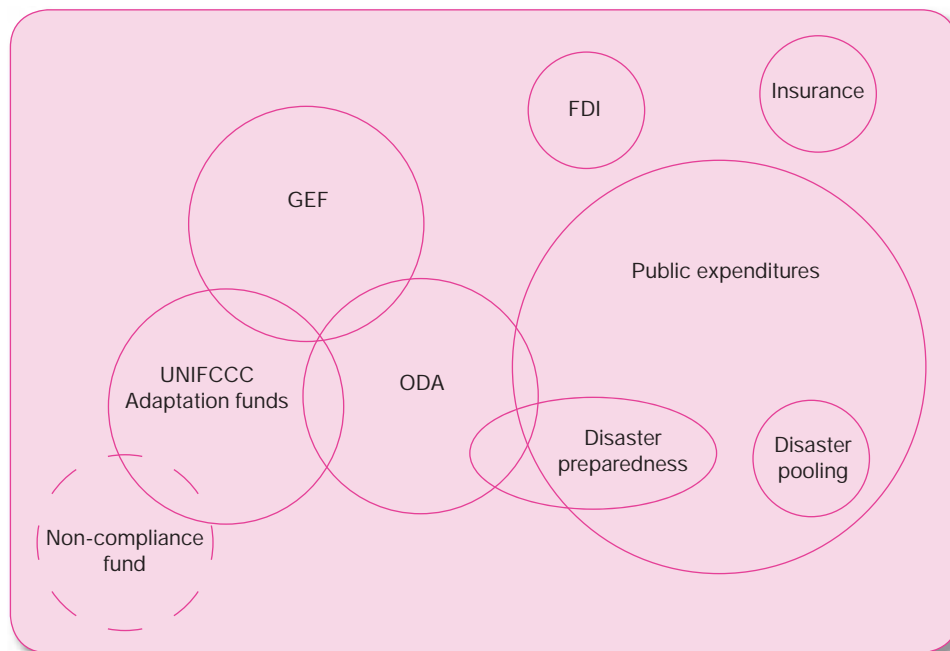 Insurance
FDI
GEF
Public expenditures
UNIFCCC
Adaptation funds
ODA
Disaster
preparedness
Disaster
pooling
Non-compliance
fund